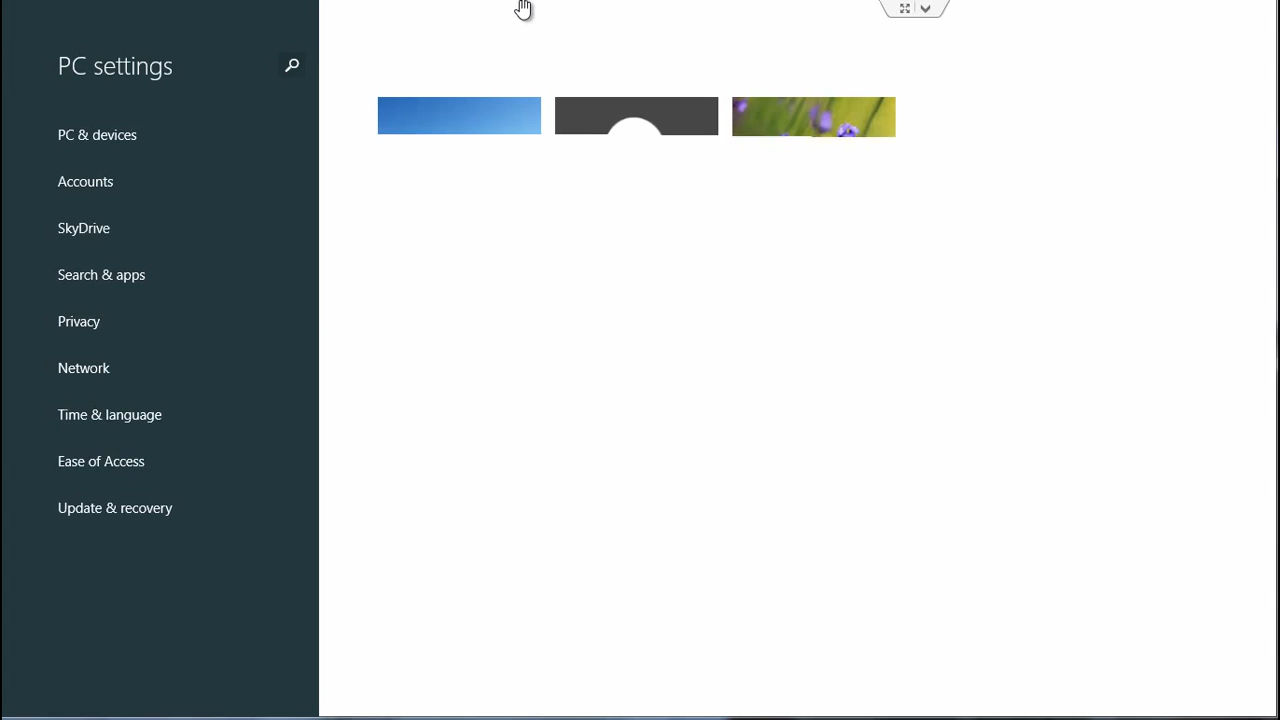 PC settings
PC & devices
Accounts
SkyDrive
Search & apps
Privacy
Network
Time & language
Ease of Access
Update & recovery